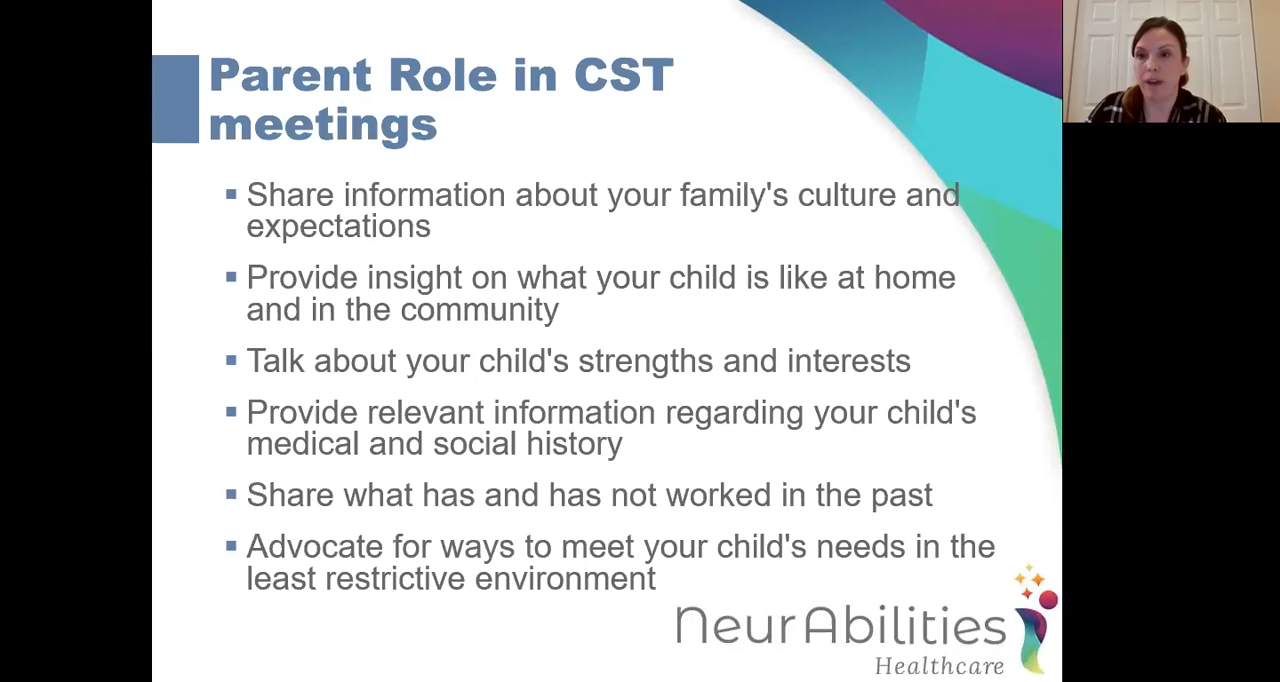 Parent Role in CST
meetings
▪ Share information about your family's culture and
expectations
▪ Provide insight on what your child is like at home
and in the community
▪ Talk about your child's strengths and interests
▪ Provide relevant information regarding your child's
medical and social history
▪ Share what has and has not worked in the past
▪ Advocate for ways to meet your child's needs in the
least restrictive environment
NeurAbilities
Healthcare